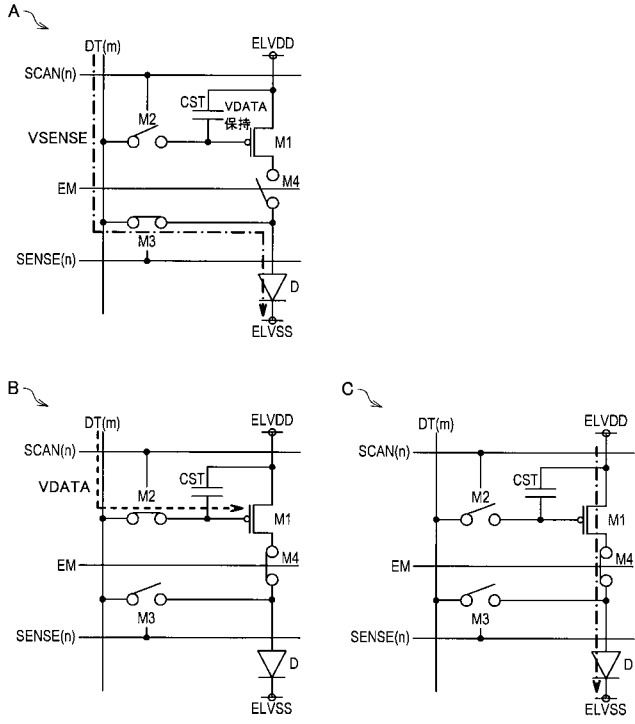 A
DT(m)
ELVDD
SCAN(n)
CST
VDATA
保持
M2
M1
VSENSE
M4
EM
M3
SENSE(n)
D
ELVSS
B
DT(m)
ELVDD
SCAN(n)
CST
VDATA
M2
M1
M4
EM
M3
SENSE(n)
D
ELVSS
C
DT(m)
ELVDD
SCAN(n)
CST
M2
M1
M4
EM
M3
SENSE(n)
D
ELVSS